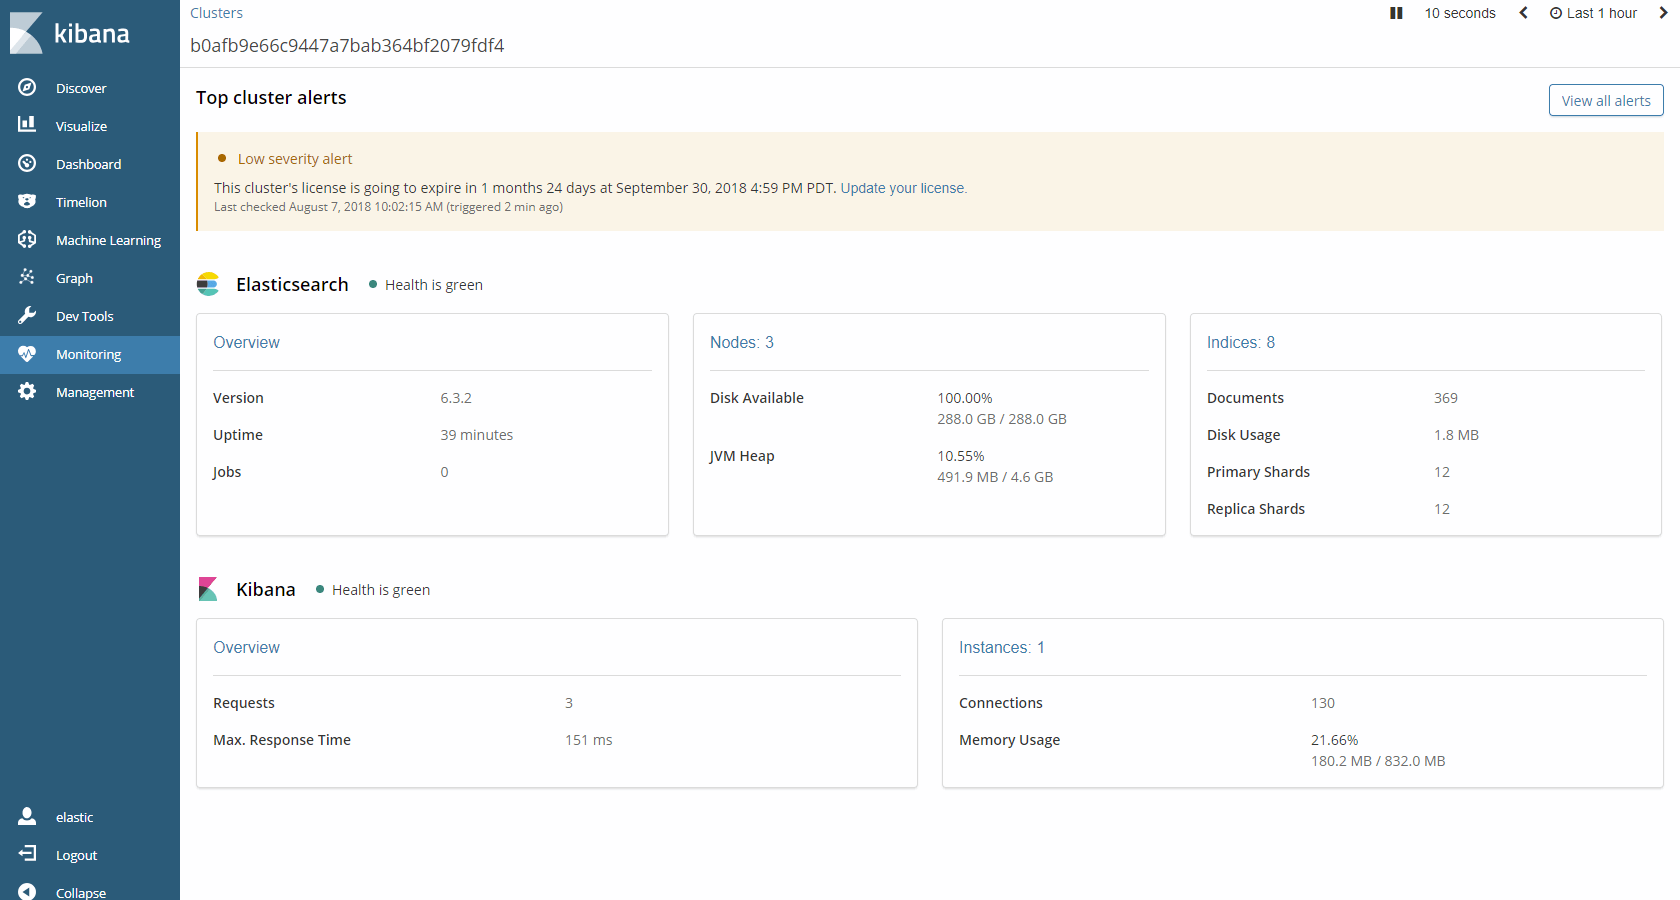 kibana
Discover
Visualize
Dashboard
Timelion
Machine Learning
Graph
Dev Tools
Monitoring
Management
elastic
Logout
Collapse
Clusters
10 seconds
Last 1 hour
b0afb9e66c9447a7bab364bf2079fdf4
Top cluster alerts
View all alerts
Low severity alert
This cluster's license is going to expire in 1 months 24 days at September 30, 2018 4:59 PM PDT. Update your license.
Last checked August 7, 2018 10:02:15 AM (triggered 2 min ago)
Elasticsearch
Health is green
Overview
Version 6.3.2
Uptime 39 minutes
Jobs 0
Nodes: 3
Disk Available 100.00%
288.0 GB / 288.0 GB
JVM Heap 10.55%
491.9 MB / 4.6 GB
Indices: 8
Documents 369
Disk Usage 1.8 MB
Primary Shards 12
Replica Shards 12
Kibana
Health is green
Overview
Requests 3
Max. Response Time 151 ms
Instances: 1
Connections 130
Memory Usage 21.66%
180.2 MB / 832.0 MB